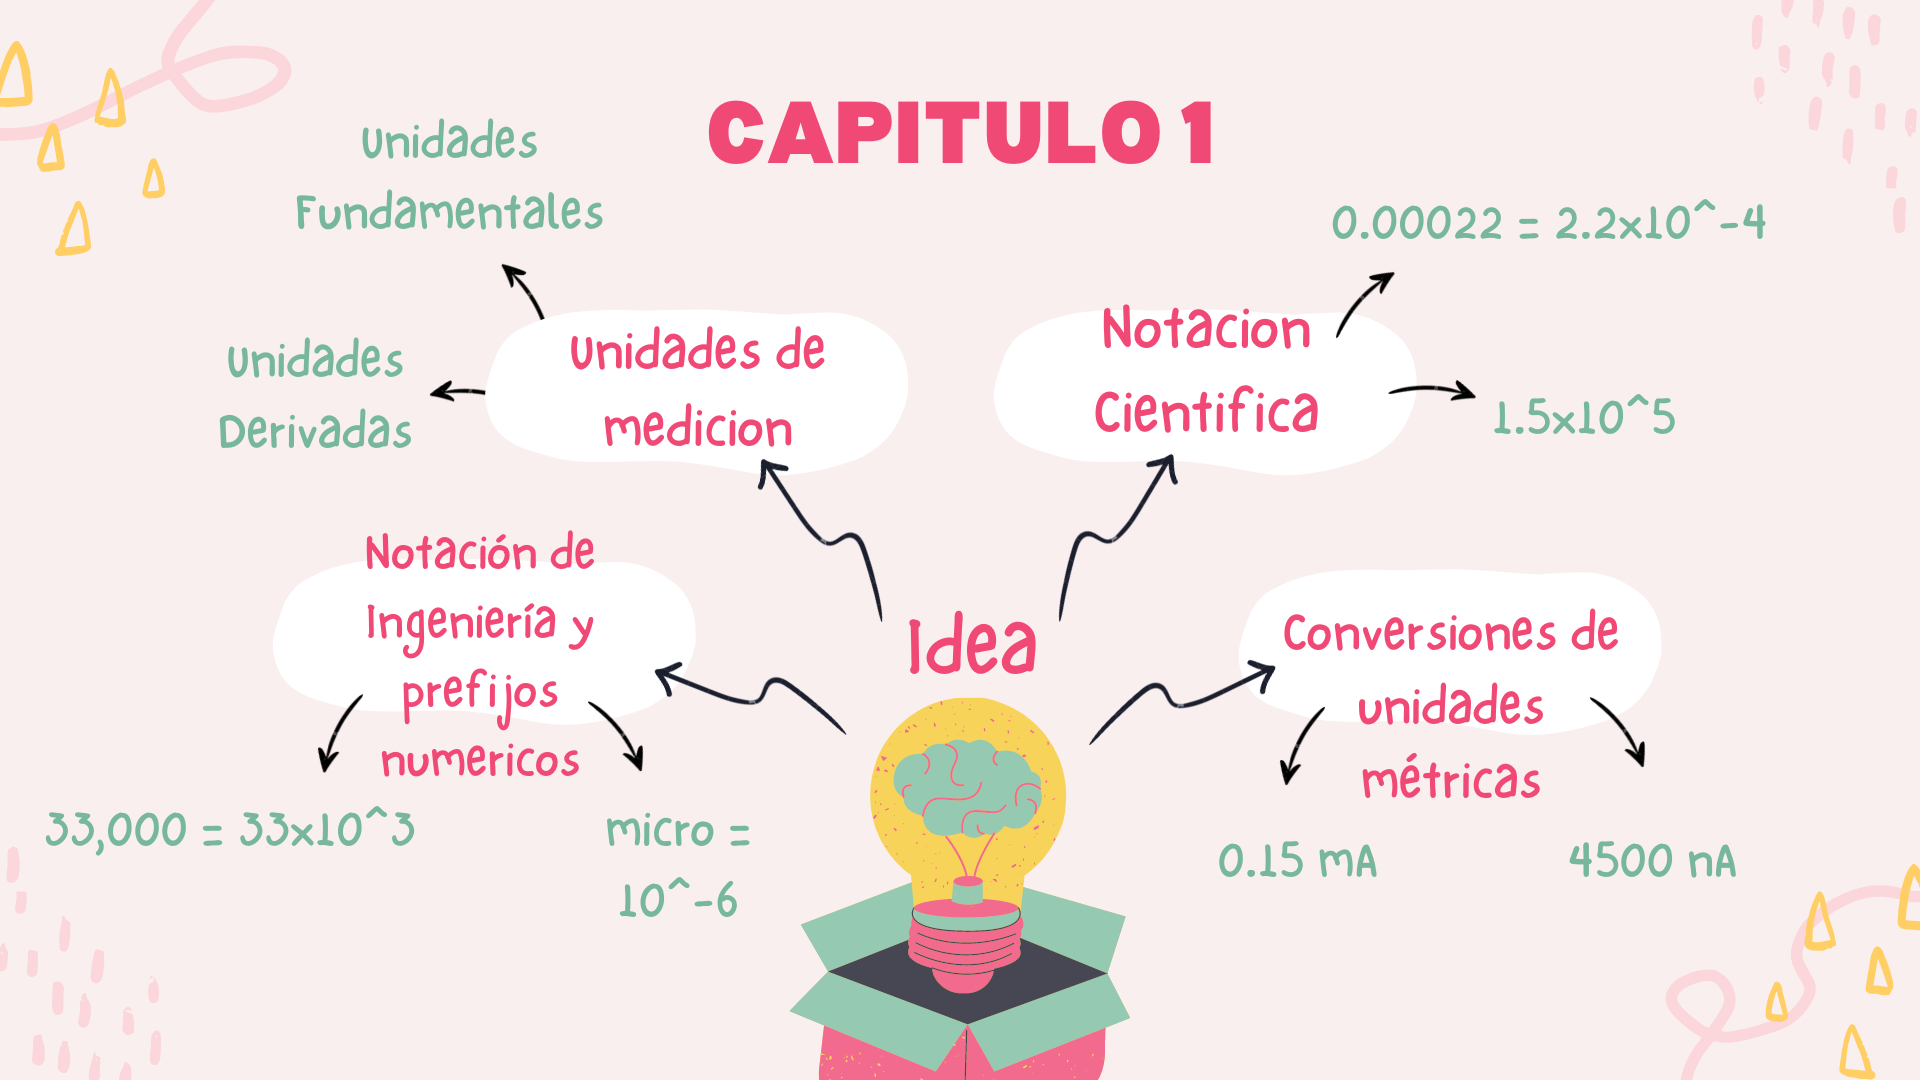 CAPITULO 1
Unidades
Fundamentales
Unidades
Derivadas
Unidades de
medicion
Notacion
Cientifica
0.00022 = 2.2x10^-4
1.5x10^5
Notación de
Ingeniería y
prefijos
numericos
33,000 = 33x10^3
micro =
10^-6
Idea
Conversiones de
unidades
métricas
0.15 mA
4500 nA